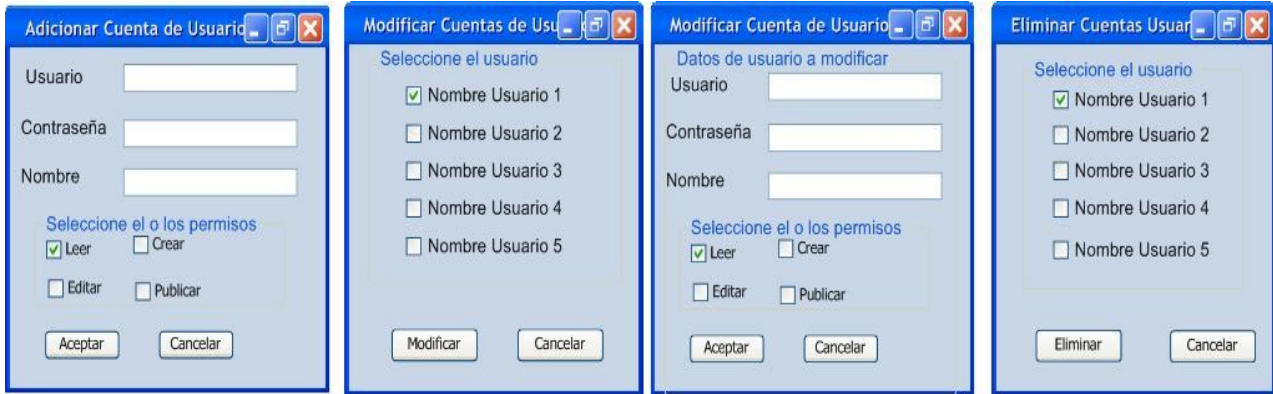 Adicionar Cuenta de Usuario
Usuario
Contraseña
Nombre
Seleccione el o los permisos
Leer Crear
Editar Publicar
Aceptar Cancelar
Modificar Cuentas de Usu
Seleccione el usuario
Nombre Usuario 1
Nombre Usuario 2
Nombre Usuario 3
Nombre Usuario 4
Nombre Usuario 5
Modificar Cancelar
Modificar Cuenta de Usuario
Datos de usuario a modificar
Usuario
Contraseña
Nombre
Seleccione el o los permisos
Leer Crear
Editar Publicar
Aceptar Cancelar
Eliminar Cuentas Usuar
Seleccione el usuario
Nombre Usuario 1
Nombre Usuario 2
Nombre Usuario 3
Nombre Usuario 4
Nombre Usuario 5
Eliminar Cancelar